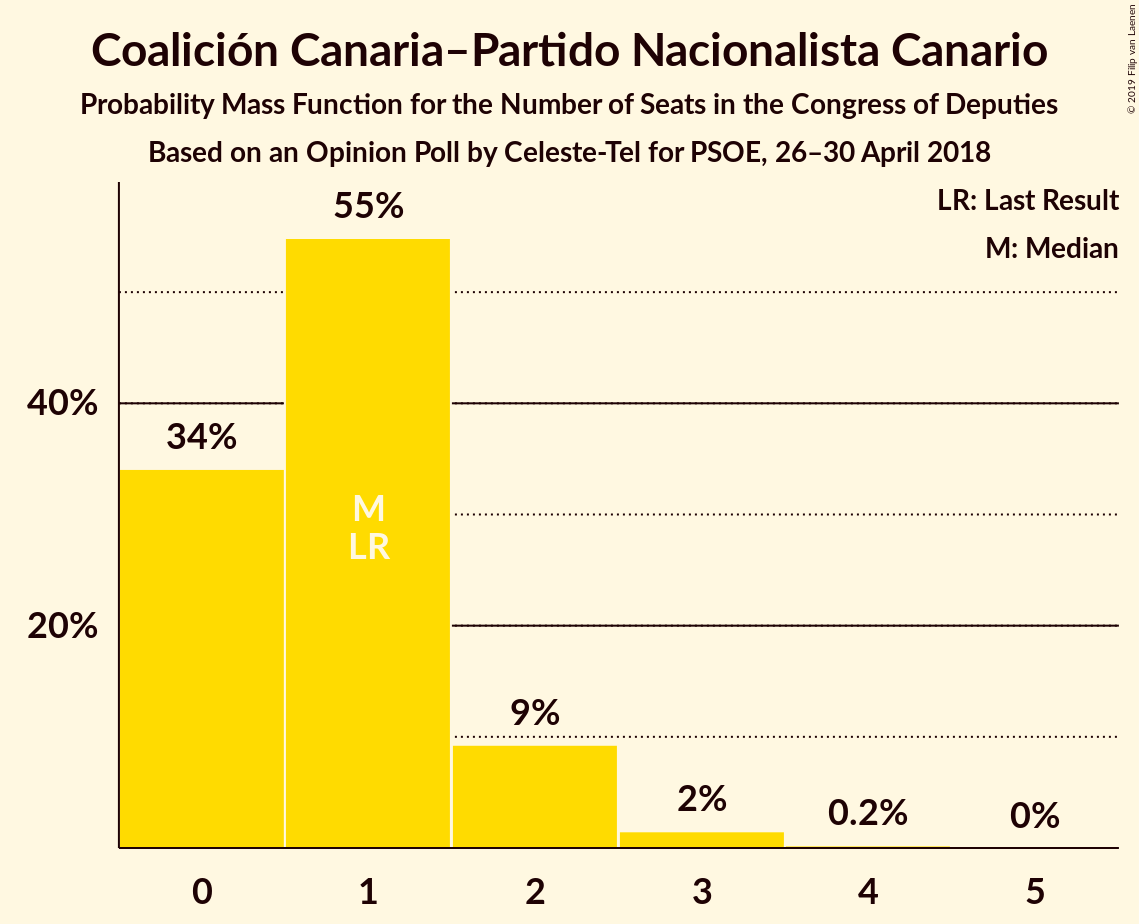 Coalición Canaria–Partido Nacionalista Canario
Probability Mass Function for the Number of Seats in the Congress of Deputies
Based on an Opinion Poll by Celeste-Tel for PSOE, 26–30 April 2018
© 2019 Filip van Laenen
LR: Last Result
M: Median
55%
40%
34%
M
LR
20%
9%
2%
0.2%
0%
0 1 2 3 4 5